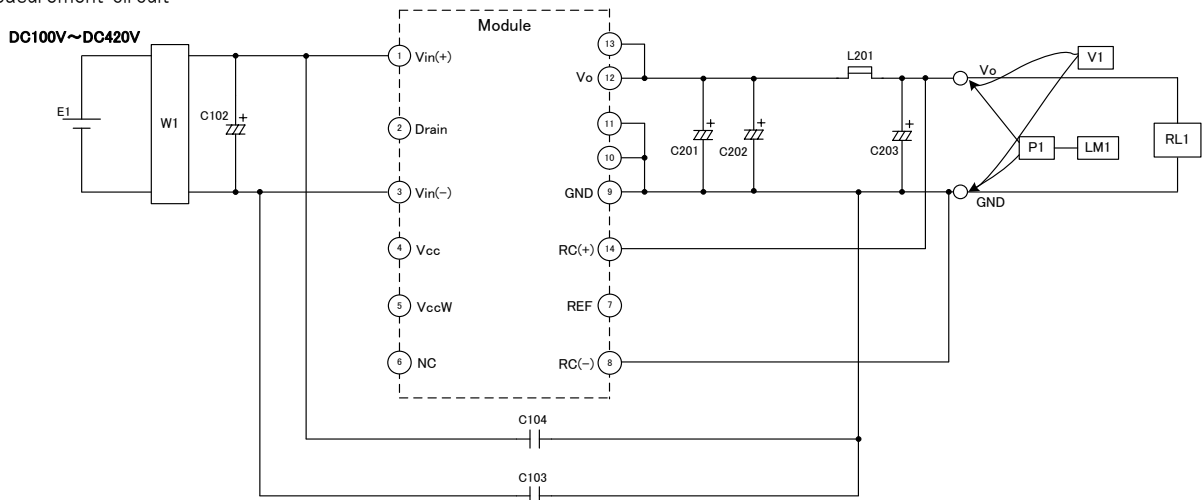 DC100V～DC420V
E1
W1
C102
Module
1 Vin(+)
2 Drain
3 Vin(-)
4 Vcc
5 VccW
6 NC
13
Vo 12
11
10
GND 9
RC(+) 14
REF 7
RC(-) 8
C201
C202
L201
C203
Vo
GND
V1
P1
LM1
RL1
C104
C103